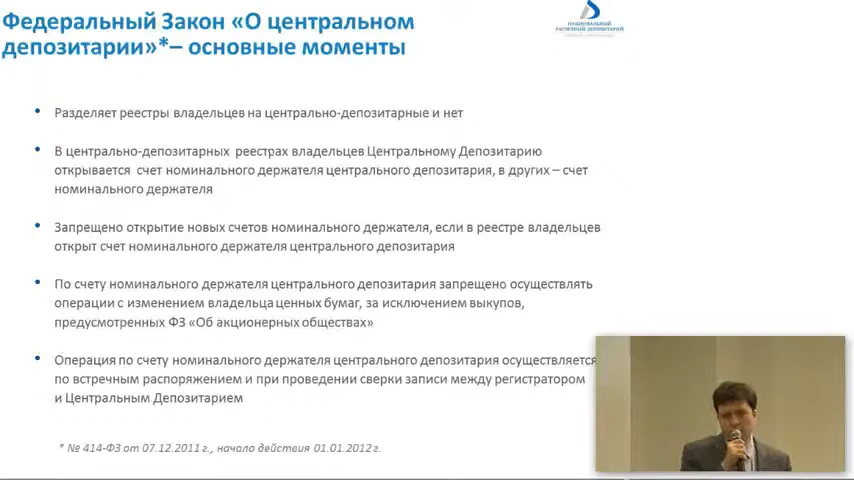 Федеральный Закон «О центральном
депозитарии»*– основные моменты
НАЦИОНАЛЬНЫЙ
РАСЧЕТНЫЙ ДЕПОЗИТАРИЙ
• Разделяет реестры владельцев на центрально-депозитарные и нет
• В центрально-депозитарных реестрах владельцев Центральному Депозитарию
открывается счет номинального держателя центрального депозитария, в других – счет
номинального держателя
• Запрещено открытие новых счетов номинального держателя, если в реестре владельцев
открыт счет номинального держателя центрального депозитария
• По счету номинального держателя центрального депозитария запрещено осуществлять
операции с изменением владельца ценных бумаг, за исключением выкупов,
предусмотренных ФЗ «Об акционерных обществах»
• Операция по счету номинального держателя центрального депозитария осуществляется
по встречным распоряжением и при проведении сверки записи между регистратором
и Центральным Депозитарием
* № 414-ФЗ от 07.12.2011 г., начало действия 01.01.2012 г.